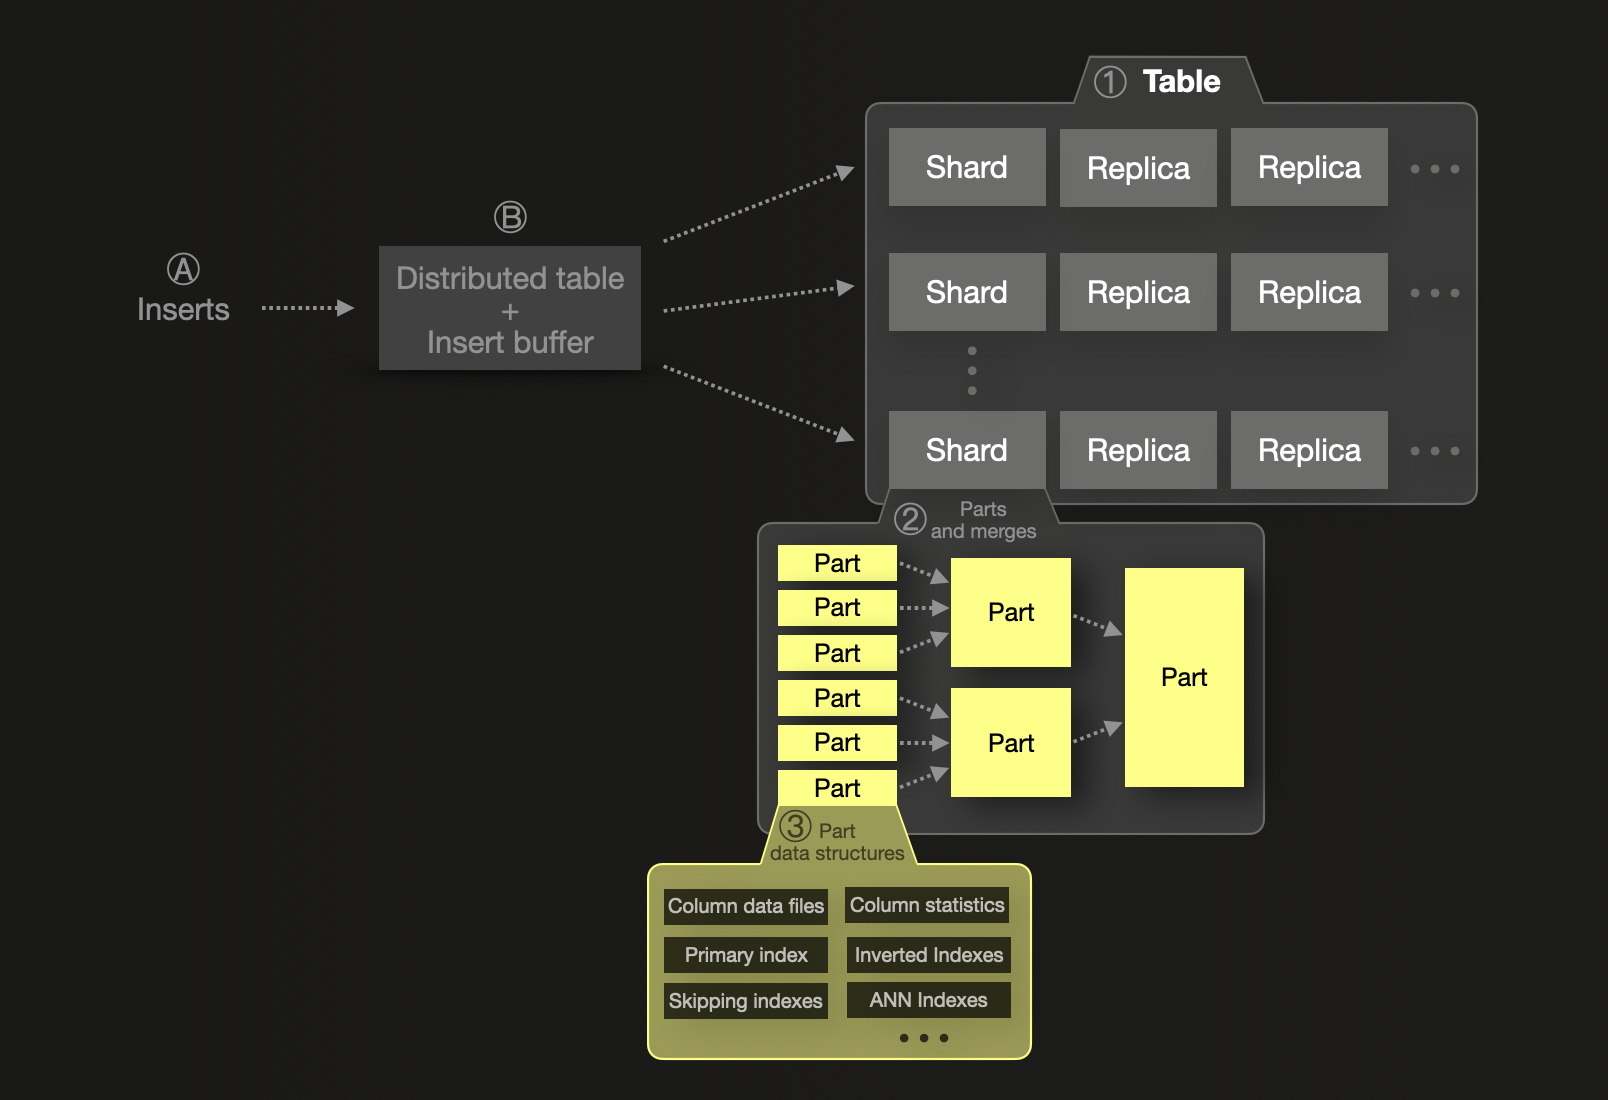 ① Table
Shard Replica Replica
Ⓑ
Ⓐ
Inserts
Distributed table
+
Insert buffer
Shard Replica Replica
Shard Replica Replica
② Parts
and merges
Part
Part
Part
Part
Part
Part
Part
Part
Part
③ Part
data structures
Column data files Column statistics
Primary index Inverted Indexes
Skipping indexes ANN Indexes